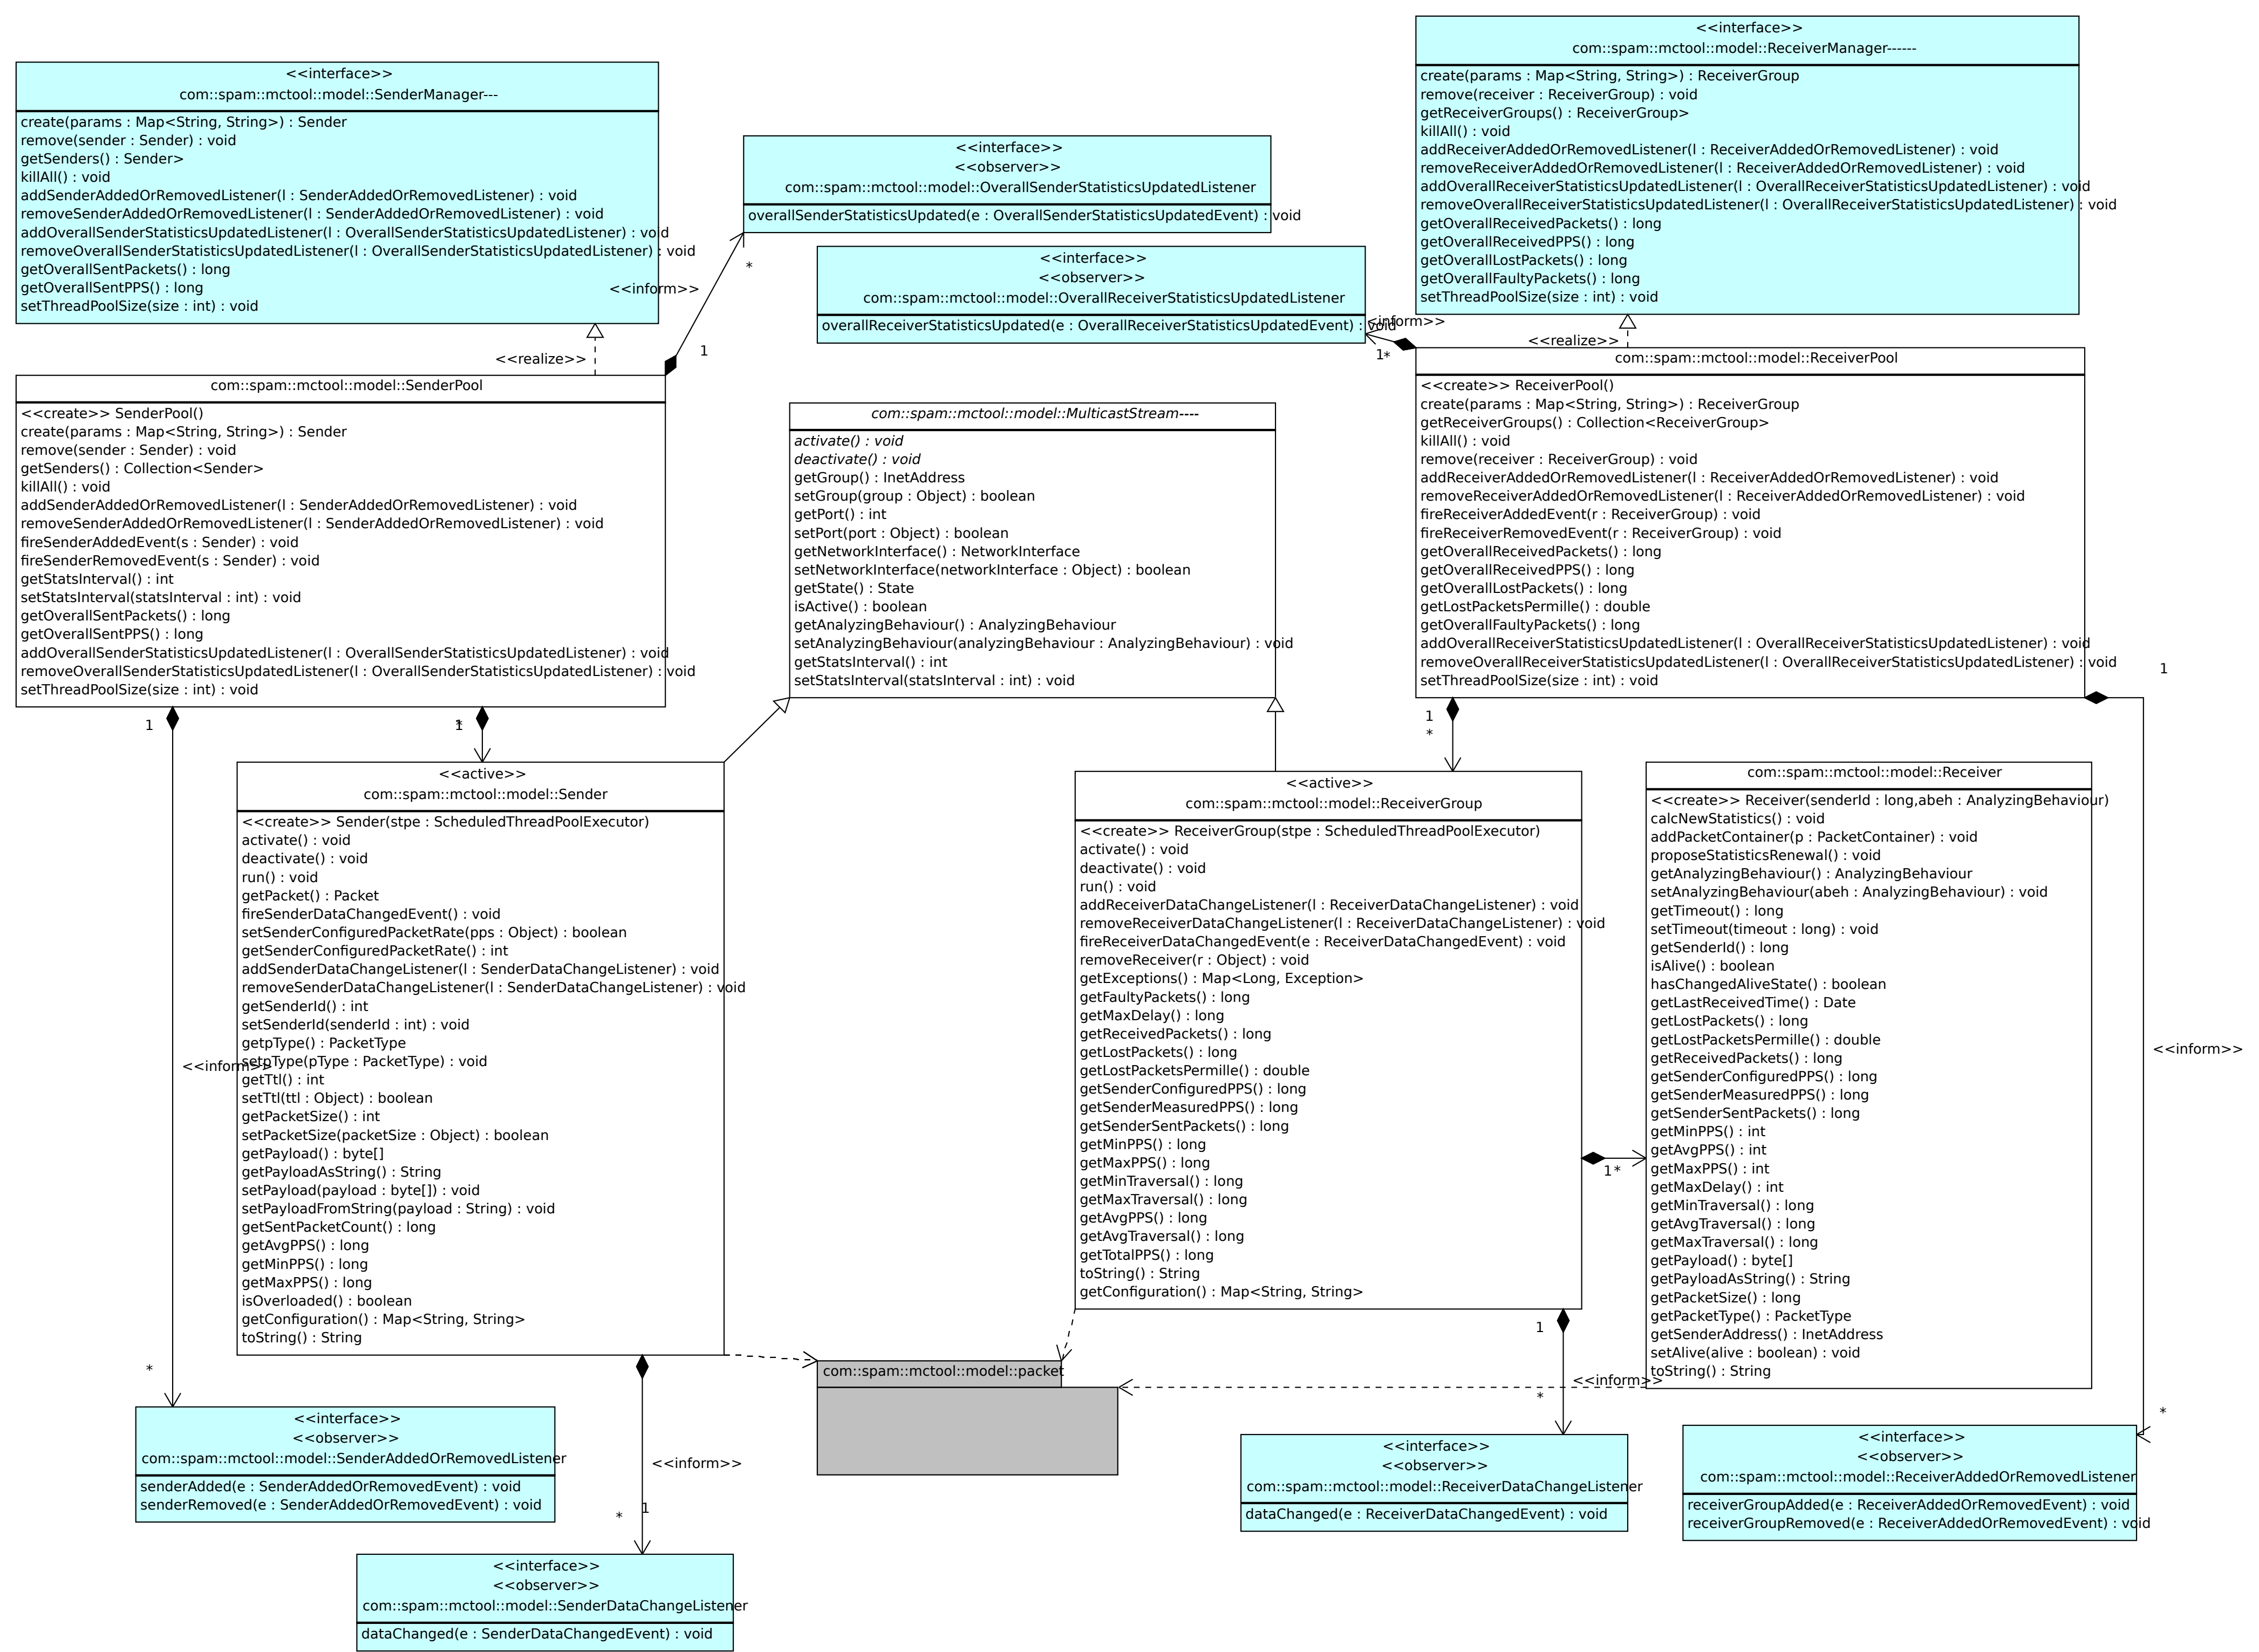 <<interface>>
com::spam::mctool::model::SenderManager---
create(params : Map<String, String>) : Sender
remove(sender : Sender) : void
getSenders() : Sender>
killAll() : void
addSenderAddedOrRemovedListener(l : SenderAddedOrRemovedListener) : void
removeSenderAddedOrRemovedListener(l : SenderAddedOrRemovedListener) : void
addOverallSenderStatisticsUpdatedListener(l : OverallSenderStatisticsUpdatedListener) : void
removeOverallSenderStatisticsUpdatedListener(l : OverallSenderStatisticsUpdatedListener) : void
getOverallSentPackets() : long
getOverallSentPPS() : long
setThreadPoolSize(size : int) : void
<<interface>>
<<observer>>
com::spam::mctool::model::OverallSenderStatisticsUpdatedListener
overallSenderStatisticsUpdated(e : OverallSenderStatisticsUpdatedEvent) : void
*
<<inform>>
1
<<realize>>
<<interface>>
<<observer>>
com::spam::mctool::model::OverallReceiverStatisticsUpdatedListener
overallReceiverStatisticsUpdated(e : OverallReceiverStatisticsUpdatedEvent) : void
<<inform>>
1
*
<<interface>>
com::spam::mctool::model::ReceiverManager------
create(params : Map<String, String>) : ReceiverGroup
remove(receiver : ReceiverGroup) : void
getReceiverGroups() : ReceiverGroup>
killAll() : void
addReceiverAddedOrRemovedListener(l : ReceiverAddedOrRemovedListener) : void
removeReceiverAddedOrRemovedListener(l : ReceiverAddedOrRemovedListener) : void
addOverallReceiverStatisticsUpdatedListener(l : OverallReceiverStatisticsUpdatedListener) : void
removeOverallReceiverStatisticsUpdatedListener(l : OverallReceiverStatisticsUpdatedListener) : void
getOverallReceivedPackets() : long
getOverallReceivedPPS() : long
getOverallLostPackets() : long
getOverallFaultyPackets() : long
setThreadPoolSize(size : int) : void
<<realize>>
com::spam::mctool::model::SenderPool
<<create>> SenderPool()
create(params : Map<String, String>) : Sender
remove(sender : Sender) : void
getSenders() : Collection<Sender>
killAll() : void
addSenderAddedOrRemovedListener(l : SenderAddedOrRemovedListener) : void
removeSenderAddedOrRemovedListener(l : SenderAddedOrRemovedListener) : void
fireSenderAddedEvent(s : Sender) : void
fireSenderRemovedEvent(s : Sender) : void
getStatsInterval() : int
setStatsInterval(statsInterval : int) : void
getOverallSentPackets() : long
getOverallSentPPS() : long
addOverallSenderStatisticsUpdatedListener(l : OverallSenderStatisticsUpdatedListener) : void
removeOverallSenderStatisticsUpdatedListener(l : OverallSenderStatisticsUpdatedListener) : void
setThreadPoolSize(size : int) : void
com::spam::mctool::model::MulticastStream----
activate() : void
deactivate() : void
getGroup() : InetAddress
setGroup(group : Object) : boolean
getPort() : int
setPort(port : Object) : boolean
getNetworkInterface() : NetworkInterface
setNetworkInterface(networkInterface : Object) : boolean
getState() : State
isActive() : boolean
getAnalyzingBehaviour() : AnalyzingBehaviour
setAnalyzingBehaviour(analyzingBehaviour : AnalyzingBehaviour) : void
getStatsInterval() : int
setStatsInterval(statsInterval : int) : void
com::spam::mctool::model::ReceiverPool
<<create>> ReceiverPool()
create(params : Map<String, String>) : ReceiverGroup
getReceiverGroups() : Collection<ReceiverGroup>
killAll() : void
remove(receiver : ReceiverGroup) : void
addReceiverAddedOrRemovedListener(l : ReceiverAddedOrRemovedListener) : void
removeReceiverAddedOrRemovedListener(l : ReceiverAddedOrRemovedListener) : void
fireReceiverAddedEvent(r : ReceiverGroup) : void
fireReceiverRemovedEvent(r : ReceiverGroup) : void
getOverallReceivedPackets() : long
getOverallReceivedPPS() : long
getOverallLostPackets() : long
getLostPacketsPermille() : double
getOverallFaultyPackets() : long
addOverallReceiverStatisticsUpdatedListener(l : OverallReceiverStatisticsUpdatedListener) : void
removeOverallReceiverStatisticsUpdatedListener(l : OverallReceiverStatisticsUpdatedListener) : void
setThreadPoolSize(size : int) : void
1
1
*
1
*
1
<<active>>
com::spam::mctool::model::Sender
<<create>> Sender(stpe : ScheduledThreadPoolExecutor)
activate() : void
deactivate() : void
run() : void
getPacket() : Packet
fireSenderDataChangedEvent() : void
setSenderConfiguredPacketRate(pps : Object) : boolean
getSenderConfiguredPacketRate() : int
addSenderDataChangeListener(l : SenderDataChangeListener) : void
removeSenderDataChangeListener(l : SenderDataChangeListener) : void
getSenderId() : int
setSenderId(senderId : int) : void
getpType() : PacketType
setpType(pType : PacketType) : void
getTtl() : int
setTtl(ttl : Object) : boolean
getPacketSize() : int
setPacketSize(packetSize : Object) : boolean
getPayload() : byte[]
getPayloadAsString() : String
setPayload(payload : byte[]) : void
setPayloadFromString(payload : String) : void
getSentPacketCount() : long
getAvgPPS() : long
getMinPPS() : long
getMaxPPS() : long
isOverloaded() : boolean
getConfiguration() : Map<String, String>
toString() : String
<<inform>>
*
<<active>>
com::spam::mctool::model::ReceiverGroup
<<create>> ReceiverGroup(stpe : ScheduledThreadPoolExecutor)
activate() : void
deactivate() : void
run() : void
addReceiverDataChangeListener(l : ReceiverDataChangeListener) : void
removeReceiverDataChangeListener(l : ReceiverDataChangeListener) : void
fireReceiverDataChangedEvent(e : ReceiverDataChangedEvent) : void
removeReceiver(r : Object) : void
getExceptions() : Map<Long, Exception>
getFaultyPackets() : long
getMaxDelay() : long
getReceivedPackets() : long
getLostPackets() : long
getLostPacketsPermille() : double
getSenderConfiguredPPS() : long
getSenderMeasuredPPS() : long
getSenderSentPackets() : long
getMinPPS() : long
getMaxPPS() : long
getMinTraversal() : long
getMaxTraversal() : long
getAvgPPS() : long
getAvgTraversal() : long
getTotalPPS() : long
toString() : String
getConfiguration() : Map<String, String>
1*
com::spam::mctool::model::Receiver
<<create>> Receiver(senderId : long,abeh : AnalyzingBehaviour)
calcNewStatistics() : void
addPacketContainer(p : PacketContainer) : void
proposeStatisticsRenewal() : void
getAnalyzingBehaviour() : AnalyzingBehaviour
setAnalyzingBehaviour(abeh : AnalyzingBehaviour) : void
getTimeout() : long
setTimeout(timeout : long) : void
getSenderId() : long
isAlive() : boolean
hasChangedAliveState() : boolean
getLastReceivedTime() : Date
getLostPackets() : long
getLostPacketsPermille() : double
getReceivedPackets() : long
getSenderConfiguredPPS() : long
getSenderMeasuredPPS() : long
getSenderSentPackets() : long
getMinPPS() : int
getAvgPPS() : int
getMaxPPS() : int
getMaxDelay() : int
getMinTraversal() : long
getAvgTraversal() : long
getMaxTraversal() : long
getPayload() : byte[]
getPayloadAsString() : String
getPacketSize() : long
getPacketType() : PacketType
getSenderAddress() : InetAddress
setAlive(alive : boolean) : void
toString() : String
<<inform>>
*
com::spam::mctool::model::packet
1
<<inform>>
*
<<interface>>
<<observer>>
com::spam::mctool::model::SenderAddedOrRemovedListener
senderAdded(e : SenderAddedOrRemovedEvent) : void
senderRemoved(e : SenderAddedOrRemovedEvent) : void
<<inform>>
1
*
<<interface>>
<<observer>>
com::spam::mctool::model::ReceiverDataChangeListener
dataChanged(e : ReceiverDataChangedEvent) : void
<<interface>>
<<observer>>
com::spam::mctool::model::ReceiverAddedOrRemovedListener
receiverGroupAdded(e : ReceiverAddedOrRemovedEvent) : void
receiverGroupRemoved(e : ReceiverAddedOrRemovedEvent) : void
<<interface>>
<<observer>>
com::spam::mctool::model::SenderDataChangeListener
dataChanged(e : SenderDataChangedEvent) : void